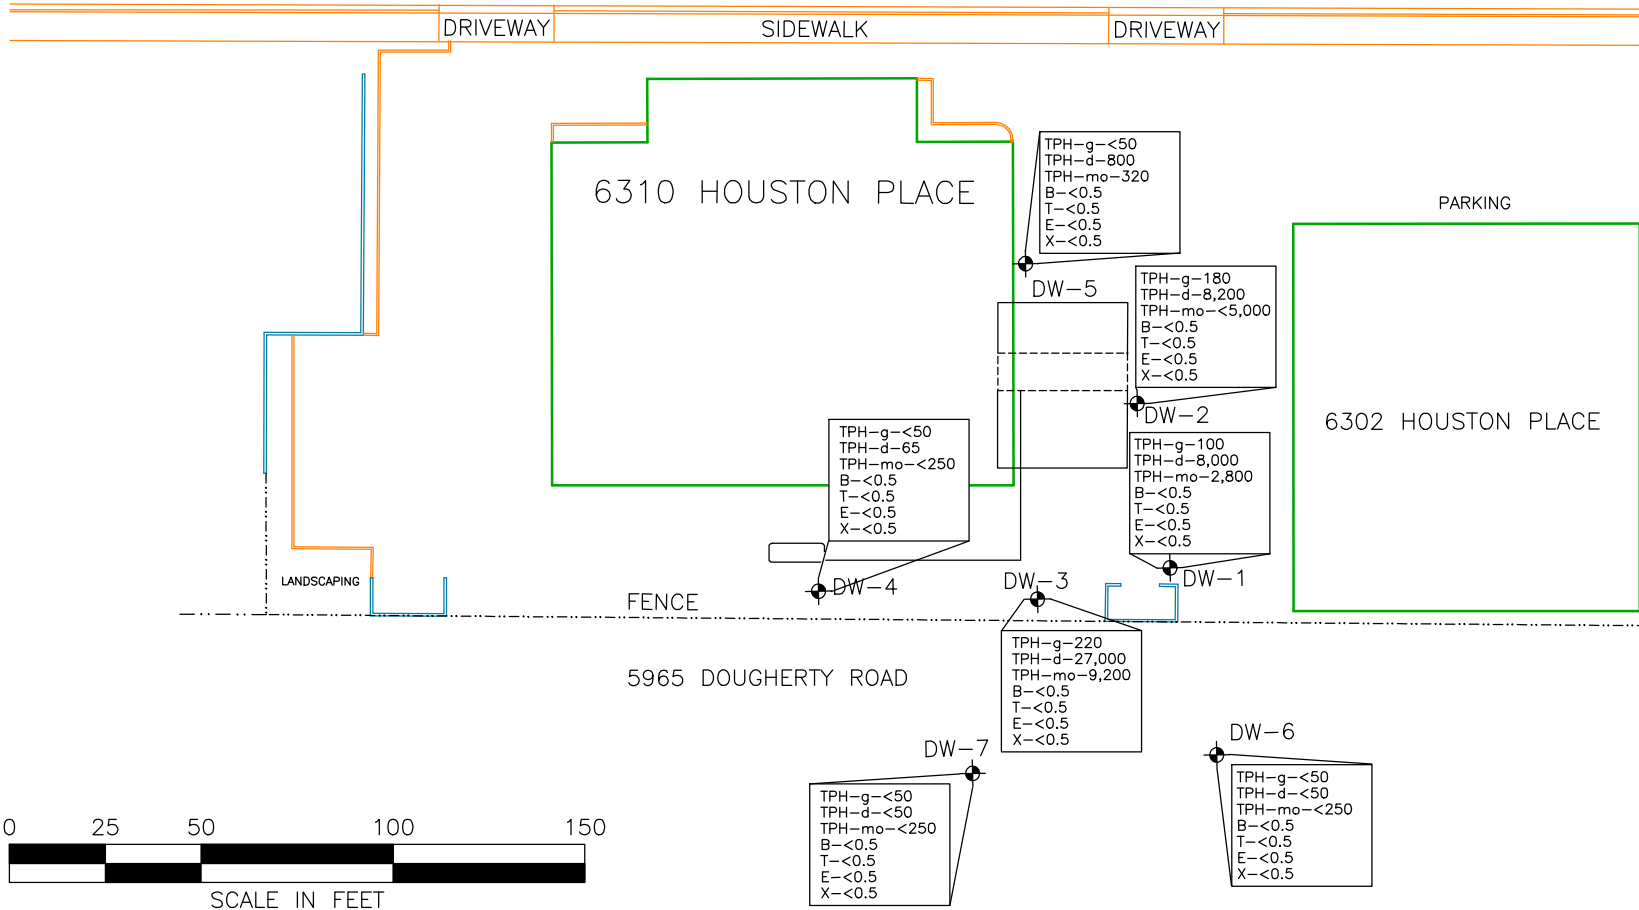 DRIVEWAY
SIDEWALK
DRIVEWAY
6310 HOUSTON PLACE
TPH-g-<50
TPH-d-800
TPH-mo-320
B-<0.5
T-<0.5
E-<0.5
X-<0.5
DW-5
PARKING
TPH-g-180
TPH-d-8,200
TPH-mo-<5,000
B-<0.5
T-<0.5
E-<0.5
X-<0.5
DW-2
6302 HOUSTON PLACE
TPH-g-<50
TPH-d-65
TPH-mo-<250
B-<0.5
T-<0.5
E-<0.5
X-<0.5
DW-4
TPH-g-100
TPH-d-8,000
TPH-mo-2,800
B-<0.5
T-<0.5
E-<0.5
X-<0.5
DW-1
LANDSCAPING
FENCE
DW-3
TPH-g-220
TPH-d-27,000
TPH-mo-9,200
B-<0.5
T-<0.5
E-<0.5
X-<0.5
5965 DOUGHERTY ROAD
DW-7
TPH-g-<50
TPH-d-<50
TPH-mo-<250
B-<0.5
T-<0.5
E-<0.5
X-<0.5
DW-6
TPH-g-<50
TPH-d-<50
TPH-mo-<250
B-<0.5
T-<0.5
E-<0.5
X-<0.5
0 25 50 100 150
SCALE IN FEET